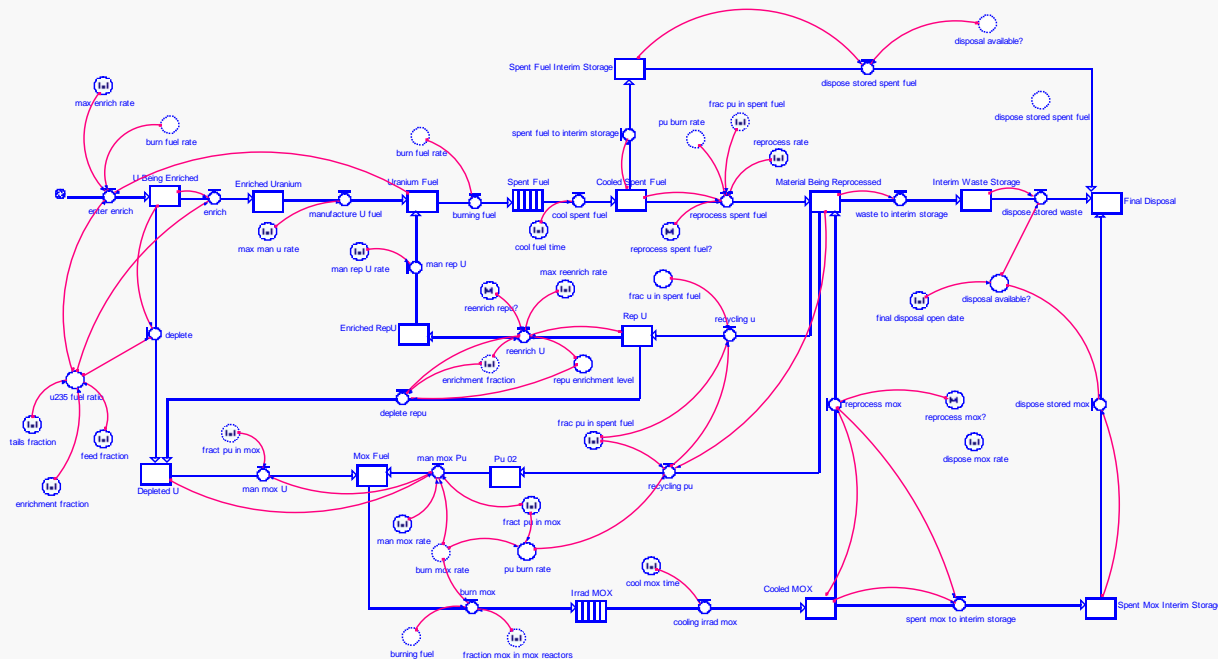 disposal available?
Spent Fuel Interim Storage
dispose stored spent fuel
max enrich rate
frac pu in spent fuel
dispose stored spent fuel
pu burn rate
spent fuel to interim storage
burn fuel rate
burn fuel rate
reprocess rate
U Being Enriched
Enriched Uranium
Uranium Fuel
Spent Fuel
Cooled Spent Fuel
Material Being Reprocessed
Interim Waste Storage
Final Disposal
enter enrich
enrich
manufacture U fuel
burning fuel
cool spent fuel
reprocess spent fuel
waste to interim storage
dispose stored waste
max man u rate
cool fuel time
reprocess spent fuel?
man rep U rate
man rep U
max reenrich rate
frac u in spent fuel
reenrich repu?
disposal available?
final disposal open date
Enriched RepU
Rep U
recycling u
deplete
reenrich U
enrichment fraction
repu enrichment level
u235 fuel ratio
deplete repu
reprocess mox
reprocess mox?
dispose stored mox
tails fraction
feed fraction
fract pu in mox
frac pu in spent fuel
Mox Fuel
man mox Pu
Pu 02
dispose mox rate
Depleted U
man mox U
recycling pu
enrichment fraction
man mox rate
fract pu in mox
burn mox rate
pu burn rate
cool mox time
burn mox
Irrad MOX
Cooled MOX
Spent Mox Interim Storage
cooling irrad mox
spent mox to interim storage
burning fuel
fraction mox in mox reactors